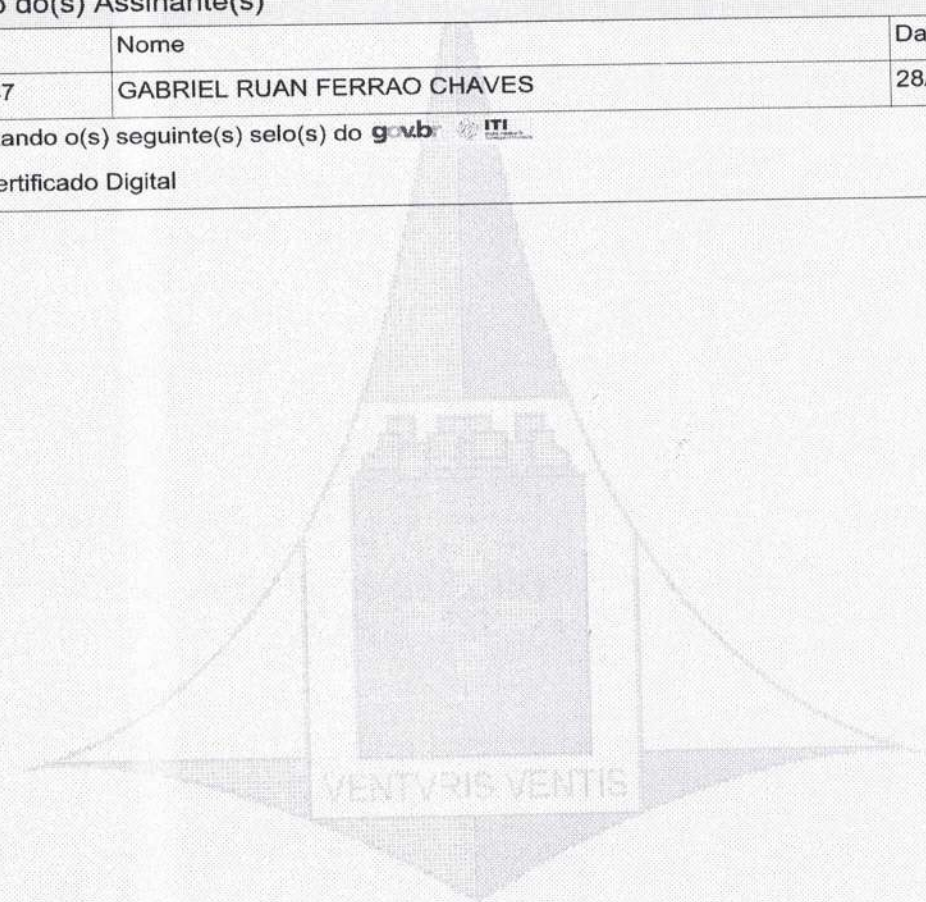 o do(s) Assinante(s)
Nome
Da
7
GABRIEL RUAN FERRAO CHAVES
28
ando o(s) seguinte(s) selo(s) do gov.br ITI
ertificado Digital
VENTVRIS VENTIS